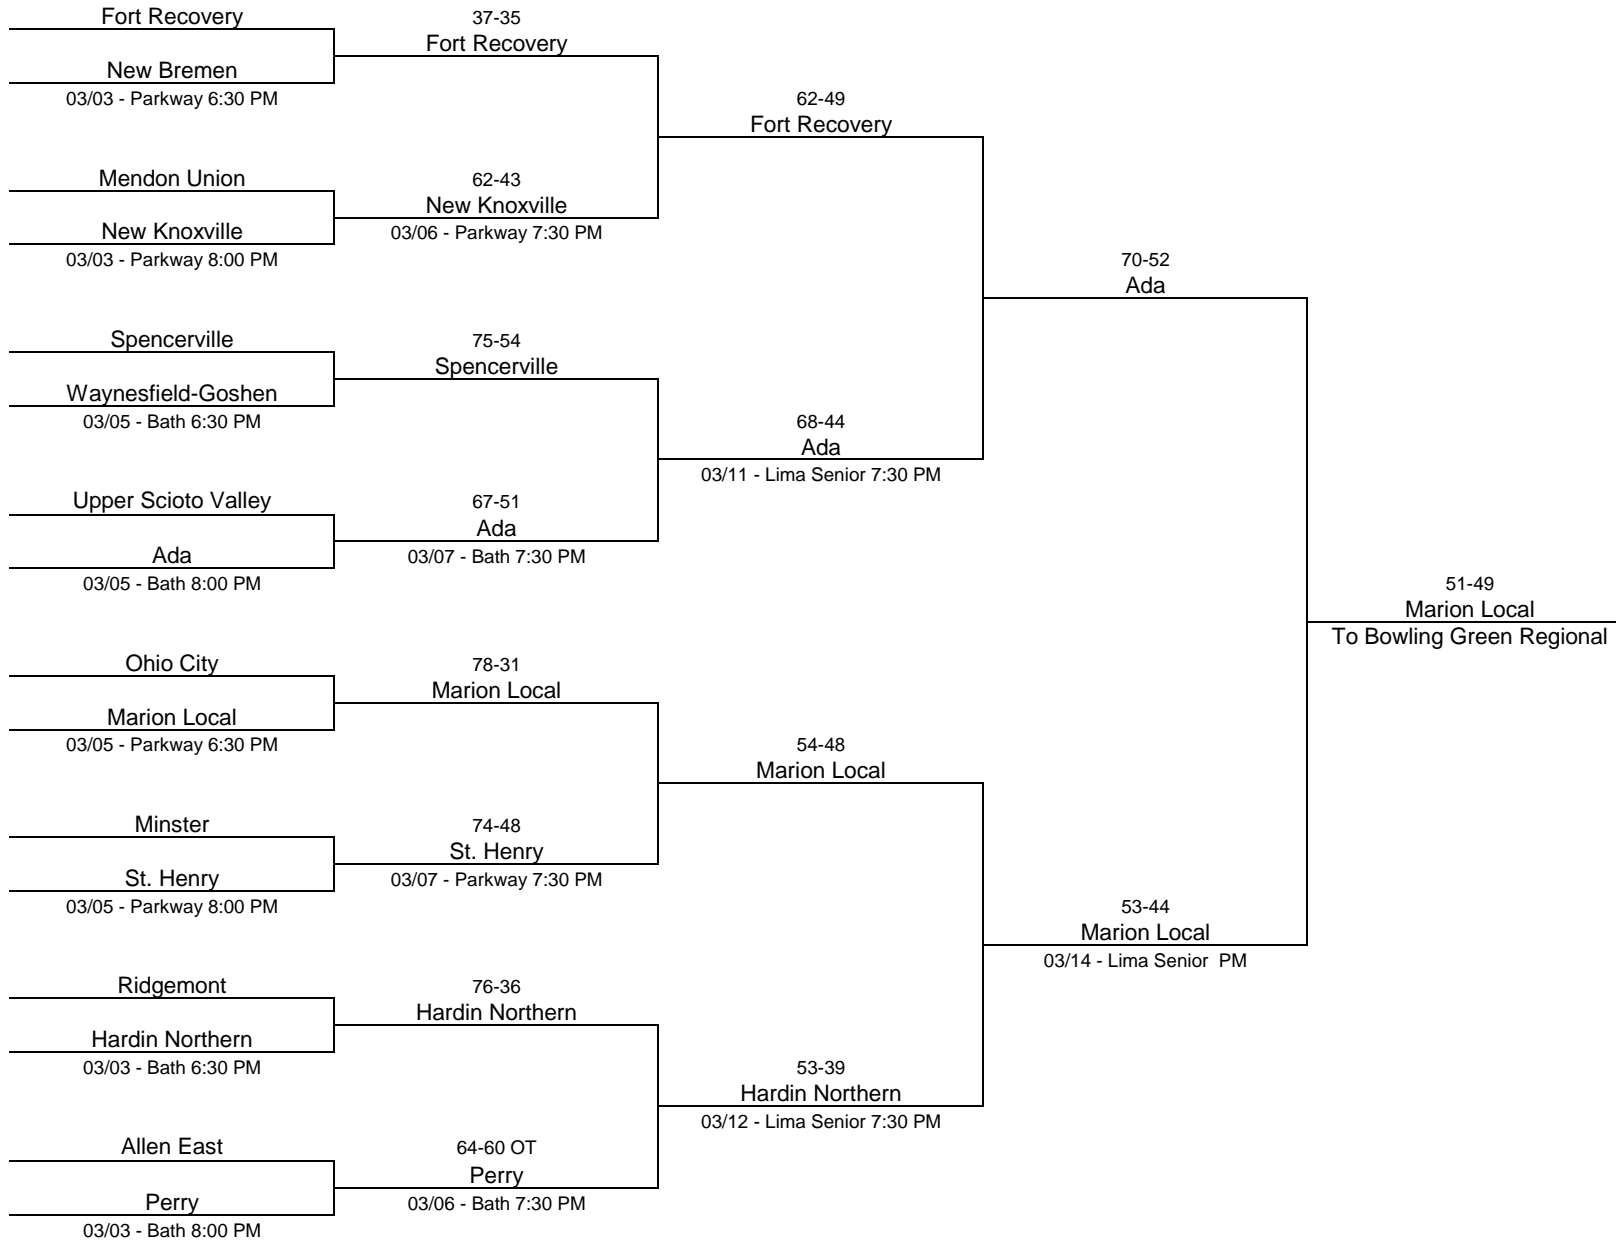 Fort Recovery
New Bremen
03/03 - Parkway 6:30 PM
Mendon Union
New Knoxville
03/03 - Parkway 8:00 PM
Spencerville
Waynesfield-Goshen
03/05 - Bath 6:30 PM
Upper Scioto Valley
Ada
03/05 - Bath 8:00 PM
Ohio City
Marion Local
03/05 - Parkway 6:30 PM
Minster
St. Henry
03/05 - Parkway 8:00 PM
Ridgemont
Hardin Northern
03/03 - Bath 6:30 PM
Allen East
Perry
03/03 - Bath 8:00 PM
37-35
Fort Recovery
62-43
New Knoxville
03/06 - Parkway 7:30 PM
75-54
Spencerville
67-51
Ada
03/07 - Bath 7:30 PM
78-31
Marion Local
74-48
St. Henry
03/07 - Parkway 7:30 PM
76-36
Hardin Northern
64-60 OT
Perry
03/06 - Bath 7:30 PM
62-49
Fort Recovery
68-44
Ada
03/11 - Lima Senior 7:30 PM
54-48
Marion Local
53-39
Hardin Northern
03/12 - Lima Senior 7:30 PM
70-52
Ada
53-44
Marion Local
03/14 - Lima Senior  PM
51-49
Marion Local
To Bowling Green Regional